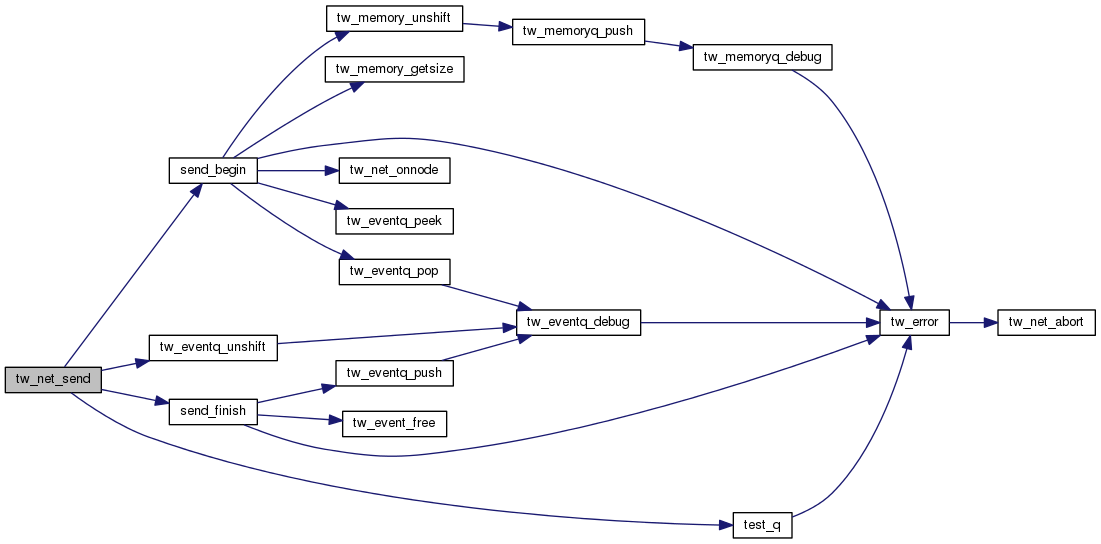 tw_memory_unshift
tw_memoryq_push
tw_memoryq_debug
tw_memory_getsize
send_begin
tw_net_onnode
tw_eventq_peek
tw_eventq_pop
tw_eventq_debug
tw_error
tw_net_abort
tw_eventq_unshift
tw_net_send
tw_eventq_push
send_finish
tw_event_free
test_q